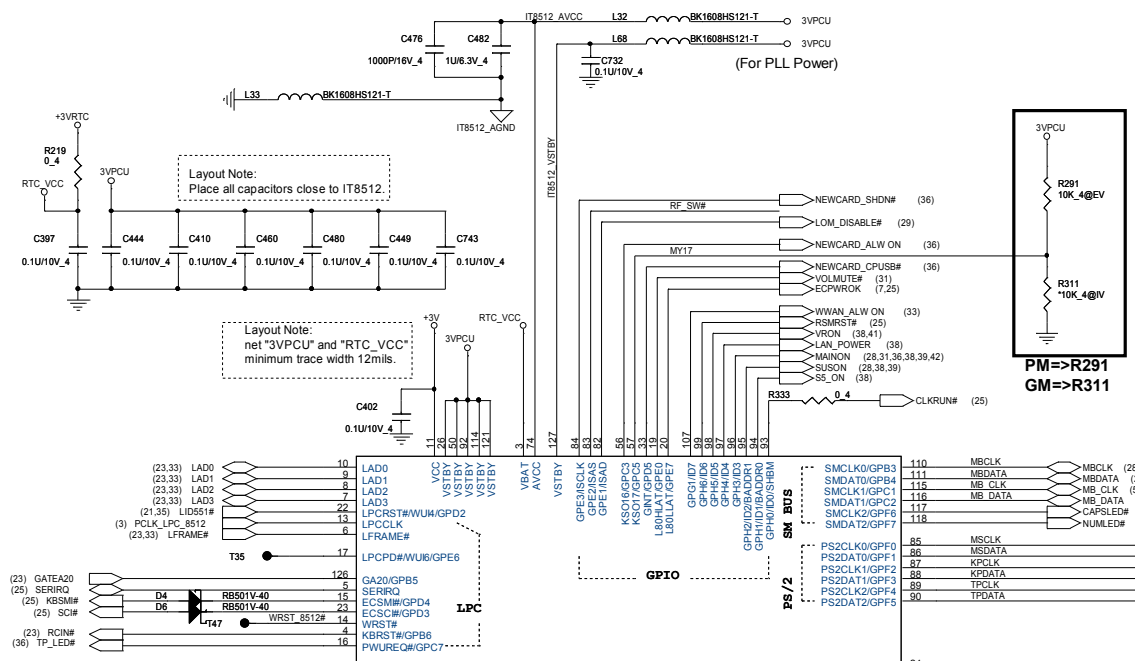 IT8512_AVCC
L32
BK1608HS121-T
3VPCU
C476
1000P/16V_4
C482
1U/6.3V_4
L68
BK1608HS121-T
3VPCU
C732
0.1U/10V_4
(For PLL Power)
L33
BK1608HS121-T
IT8512_AGND
IT8512_VSTBY
+3VRTC
R219
0_4
RTC_VCC
3VPCU
Layout Note:
Place all capacitors close to IT8512.
C397
0.1U/10V_4
C444
0.1U/10V_4
C410
0.1U/10V_4
C460
0.1U/10V_4
C480
0.1U/10V_4
C449
0.1U/10V_4
C743
0.1U/10V_4
3VPCU
R291
10K_4@EV
R311
*10K_4@IV
PM=>R291
GM=>R311
NEWCARD_SHDN# (36)
RF_SW#
LOM_DISABLE# (29)
NEWCARD_ALW ON (36)
MY17
NEWCARD_CPUSB# (36)
VOLMUTE# (31)
ECPWROK (7,25)
WWAN_ALW ON (33)
RSMRST# (25)
VRON (38,41)
LAN_POWER (38)
MAINON (28,31,36,38,39,42)
SUSON (28,38,39)
S5_ON (38)
R333 0_4
CLKRUN# (25)
Layout Note:
net "3VPCU" and "RTC_VCC"
minimum trace width 12mils.
+3V
3VPCU
RTC_VCC
C402
0.1U/10V_4
11 VCC
26 VSTBY
50 VSTBY
92 VSTBY
114 VSTBY
121 VSTBY
3 VBAT
74 AVCC
127 VSTBY
84 GPE3/ISCLK
83 GPE2/ISAS
82 GPE1/ISAD
56 KSO16/GPC3
57 KSO17/GPC5
33 GINT/GPD5
19 L80HLAT/GPE0
20 L80LLAT/GPE7
107 GPG1/ID7
99 GPH6/ID6
98 GPH5/ID5
97 GPH4/ID4
96 GPH3/ID3
95 GPH2/ID2/BADDR1
94 GPH1/ID1/BADDR0
93 GPH0/ID0/SHBM
GPIO
(23,33) LAD0 10 LAD0
(23,33) LAD1 9 LAD1
(23,33) LAD2 8 LAD2
(23,33) LAD3 7 LAD3
(21,35) LID551# 22 LPCRST#/WUI4/GPD2
(3) PCLK_LPC_8512 13 LPCCLK
(23,33) LFRAME# 6 LFRAME#
T35 17 LPCPD#/WUI6/GPE6
(23) GATEA20 126 GA20/GPB5
(25) SERIRQ 5 SERIRQ
(25) KBSMI# D4 RB501V-40 15 ECSMI#/GPD4
(25) SCI# D6 RB501V-40 23 ECSCI#/GPD3
T47 WRST_8512# 14 WRST#
(23) RCIN# 4 KBRST#/GPB6
(36) TP_LED# 16 PWUREQ#/GPC7
LPC
SM BUS
SMCLK0/GPB3 110 MBCLK MBCLK (28
SMDAT0/GPB4 111 MBDATA MBDATA (
SMCLK1/GPC1 115 MB_CLK MB_CLK (5
SMDAT1/GPC2 116 MB_DATA MB_DATA
SMCLK2/GPF6 117 CAPSLED#
SMDAT2/GPF7 118 NUMLED#
PS/2
PS2CLK0/GPF0 85 MSCLK
PS2DAT0/GPF1 86 MSDATA
PS2CLK1/GPF2 87 KPCLK
PS2DAT1/GPF3 88 KPDATA
PS2CLK2/GPF4 89 TPCLK
PS2DAT2/GPF5 90 TPDATA